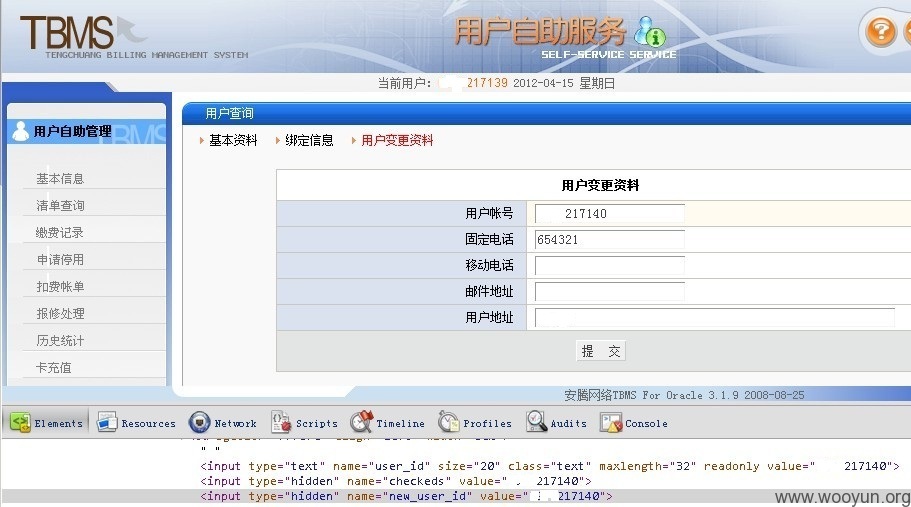 TBMS
TENGCHUANG BILLING MANAGEMENT SYSTEM
用户自助服务
SELF-SERVICE SERVICE
当前用户: 217139 2012-04-15 星期日
用户自助管理
基本信息
清单查询
缴费记录
申请停用
扣费帐单
报修处理
历史统计
卡充值
用户查询
基本资料 绑定信息 用户变更资料
用户变更资料
用户帐号 217140
固定电话 654321
移动电话
邮件地址
用户地址
提 交
安腾网络TBMS For Oracle 3.1.9 2008-08-25
Elements Resources Network Scripts Timeline Profiles Audits Console
" "
<input type="text" name="user_id" size="20" class="text" maxlength="32" readonly value=" 217140">
<input type="hidden" name="checkeds" value=" 217140">
<input type="hidden" name="new_user_id" value=" 217140">
www.wooyun.org